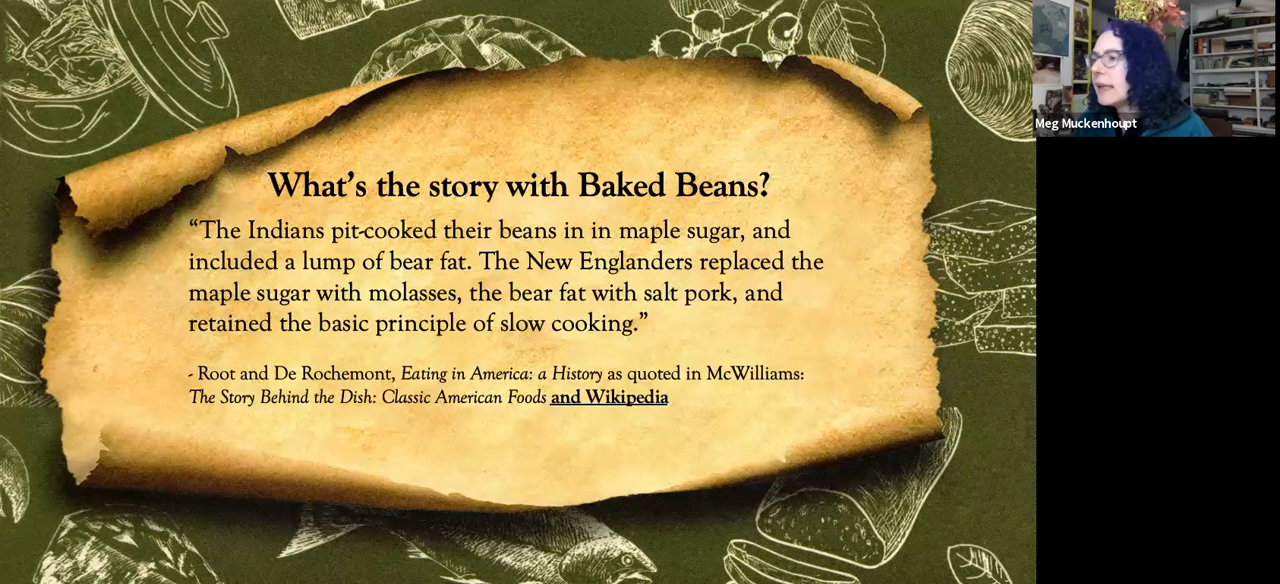 What's the story with Baked Beans?
“The Indians pit-cooked their beans in in maple sugar, and
included a lump of bear fat. The New Englanders replaced the
maple sugar with molasses, the bear fat with salt pork, and
retained the basic principle of slow cooking.”
- Root and De Rochemont, Eating in America: a History as quoted in McWilliams:
The Story Behind the Dish: Classic American Foods and Wikipedia
Meg Muckenhoupt